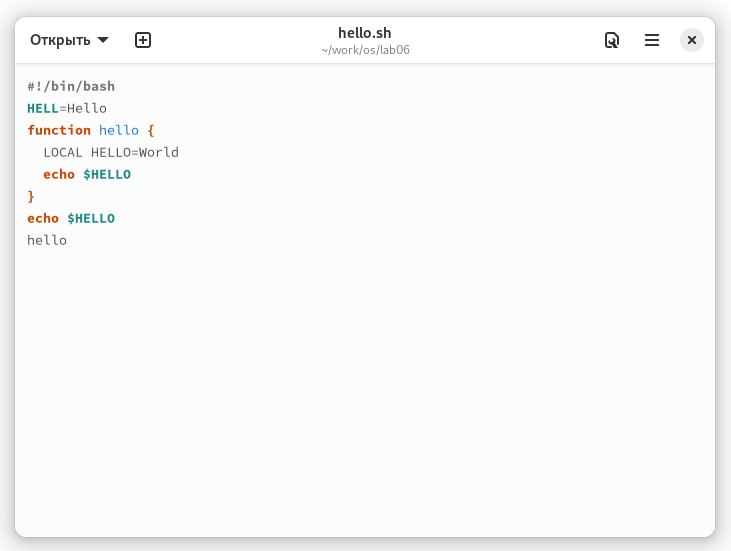 Открыть
hello.sh
~/work/os/lab06
#!/bin/bash
HELL=Hello
function hello {
  LOCAL HELLO=World
  echo $HELLO
}
echo $HELLO
hello